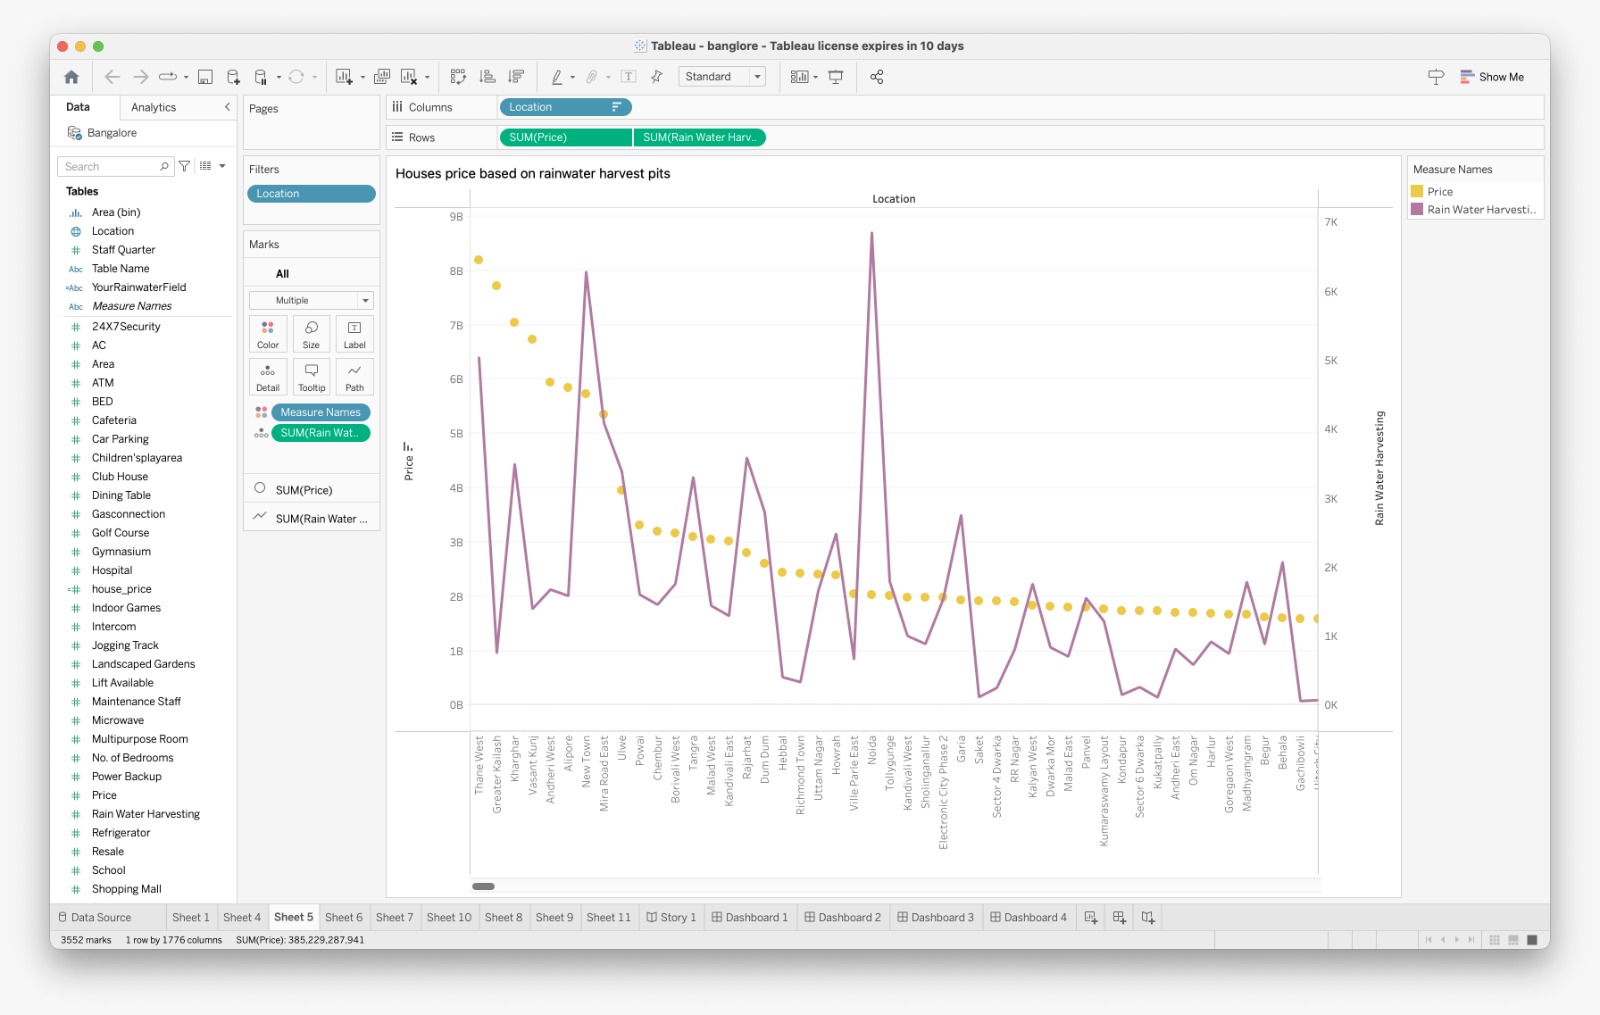 Tableau - banglore - Tableau license expires in 10 days
Standard
Show Me
Data
Analytics
Bangalore
Search
Tables
Area (bin)
Location
Staff Quarter
Abc Table Name
=Abc YourRainwaterField
Abc Measure Names
24X7Security
AC
Area
ATM
BED
Cafeteria
Car Parking
Children'splayarea
Club House
Dining Table
Gasconnection
Golf Course
Gymnasium
Hospital
house_price
Indoor Games
Intercom
Jogging Track
Landscaped Gardens
Lift Available
Maintenance Staff
Microwave
Multipurpose Room
No. of Bedrooms
Power Backup
Price
Rain Water Harvesting
Refrigerator
Resale
School
Shopping Mall
Pages
Filters
Location
Marks
All
Multiple
Color
Size
Label
Detail
Tooltip
Path
Measure Names
SUM(Rain Wat..
SUM(Price)
SUM(Rain Water ...
Columns
Location
Rows
SUM(Price)
SUM(Rain Water Harv..
Houses price based on rainwater harvest pits
Location
9B
8B
7B
6B
5B
4B
3B
2B
1B
0B
Price
7K
6K
5K
4K
3K
2K
1K
0K
Rain Water Harvesting
Thane West
Greater Kailash
Kharghar
Vasant Kunj
Andheri West
Alipore
New Town
Mira Road East
Ulwe
Powai
Chembur
Borivali West
Tangra
Malad West
Kandivali East
Rajarhat
Dum Dum
Hebbal
Richmond Town
Uttam Nagar
Howrah
Ville Parle East
Noida
Tollygunge
Kandivali West
Sholinganallur
Electronic City Phase 2
Garia
Saket
Sector 4 Dwarka
RR Nagar
Kalyan West
Dwarka Mor
Malad East
Panvel
Kumaraswamy Layout
Kondapur
Sector 6 Dwarka
Kukatpally
Andheri East
Om Nagar
Harlur
Goregaon West
Madhyamgram
Begur
Behala
Gachibowli
Measure Names
Price
Rain Water Harvesti..
Data Source
Sheet 1
Sheet 4
Sheet 5
Sheet 6
Sheet 7
Sheet 10
Sheet 8
Sheet 9
Sheet 11
Story 1
Dashboard 1
Dashboard 2
Dashboard 3
Dashboard 4
3552 marks
1 row by 1776 columns
SUM(Price): 385,229,287,941